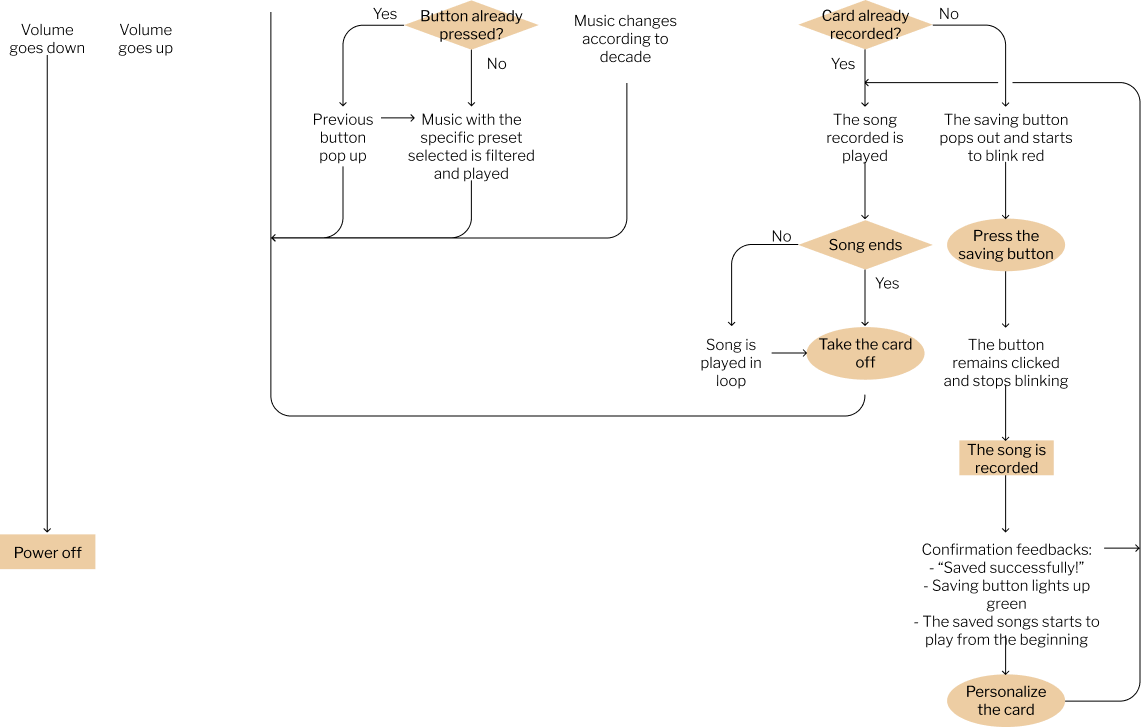 Volume
goes down
Volume
goes up
Yes
Button already
pressed?
No
Music changes
according to
decade
Previous
button
pop up
Music with the
specific preset
selected is filtered
and played
Card already
recorded?
No
Yes
The song
recorded is
played
The saving button
pops out and starts
to blink red
No
Song ends
Yes
Press the
saving button
Song is
played in
loop
Take the card
off
The button
remains clicked
and stops blinking
The song is
recorded
Power off
Confirmation feedbacks:
- “Saved successfully!”
- Saving button lights up
green
- The saved songs starts to
play from the beginning
Personalize
the card